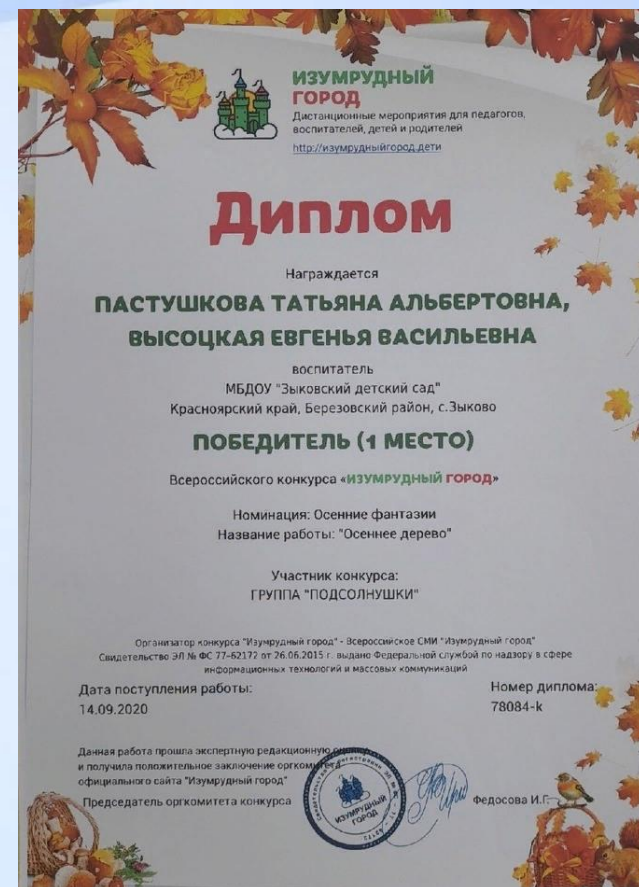 ИЗУМРУДНЫЙ
ГОРОД
Дистанционные мероприятия для педагогов,
воспитателей, детей и родителей
http://изумрудныйгород.дети
Диплом
Награждается
ПАСТУШКОВА ТАТЬЯНА АЛЬБЕРТОВНА,
ВЫСОЦКАЯ ЕВГЕНЬЯ ВАСИЛЬЕВНА
воспитатель
МБДОУ "Зыковский детский сад"
Красноярский край, Березовский район, с.Зыково
ПОБЕДИТЕЛЬ (1 МЕСТО)
Всероссийского конкурса «ИЗУМРУДНЫЙ ГОРОД»
Номинация: Осенние фантазии
Название работы: "Осеннее дерево"
Участник конкурса:
ГРУППА "ПОДСОЛНУШКИ"
Организатор конкурса "Изумрудный город" - Всероссийское СМИ "Изумрудный город"
Свидетельство ЭЛ № ФС 77-62172 от 26.06.2015 г. выдано Федеральной службой по надзору в сфере
информационных технологий и массовых коммуникаций
Дата поступления работы:
14.09.2020
Номер диплома:
78084-k
Данная работа прошла экспертную редакционную
и получила положительное заключение оргкомитета
официального сайта "Изумрудный город"
Председатель оргкомитета конкурса
ИЗУМРУДНЫЙ
ГОРОД
Федосова И.Г.